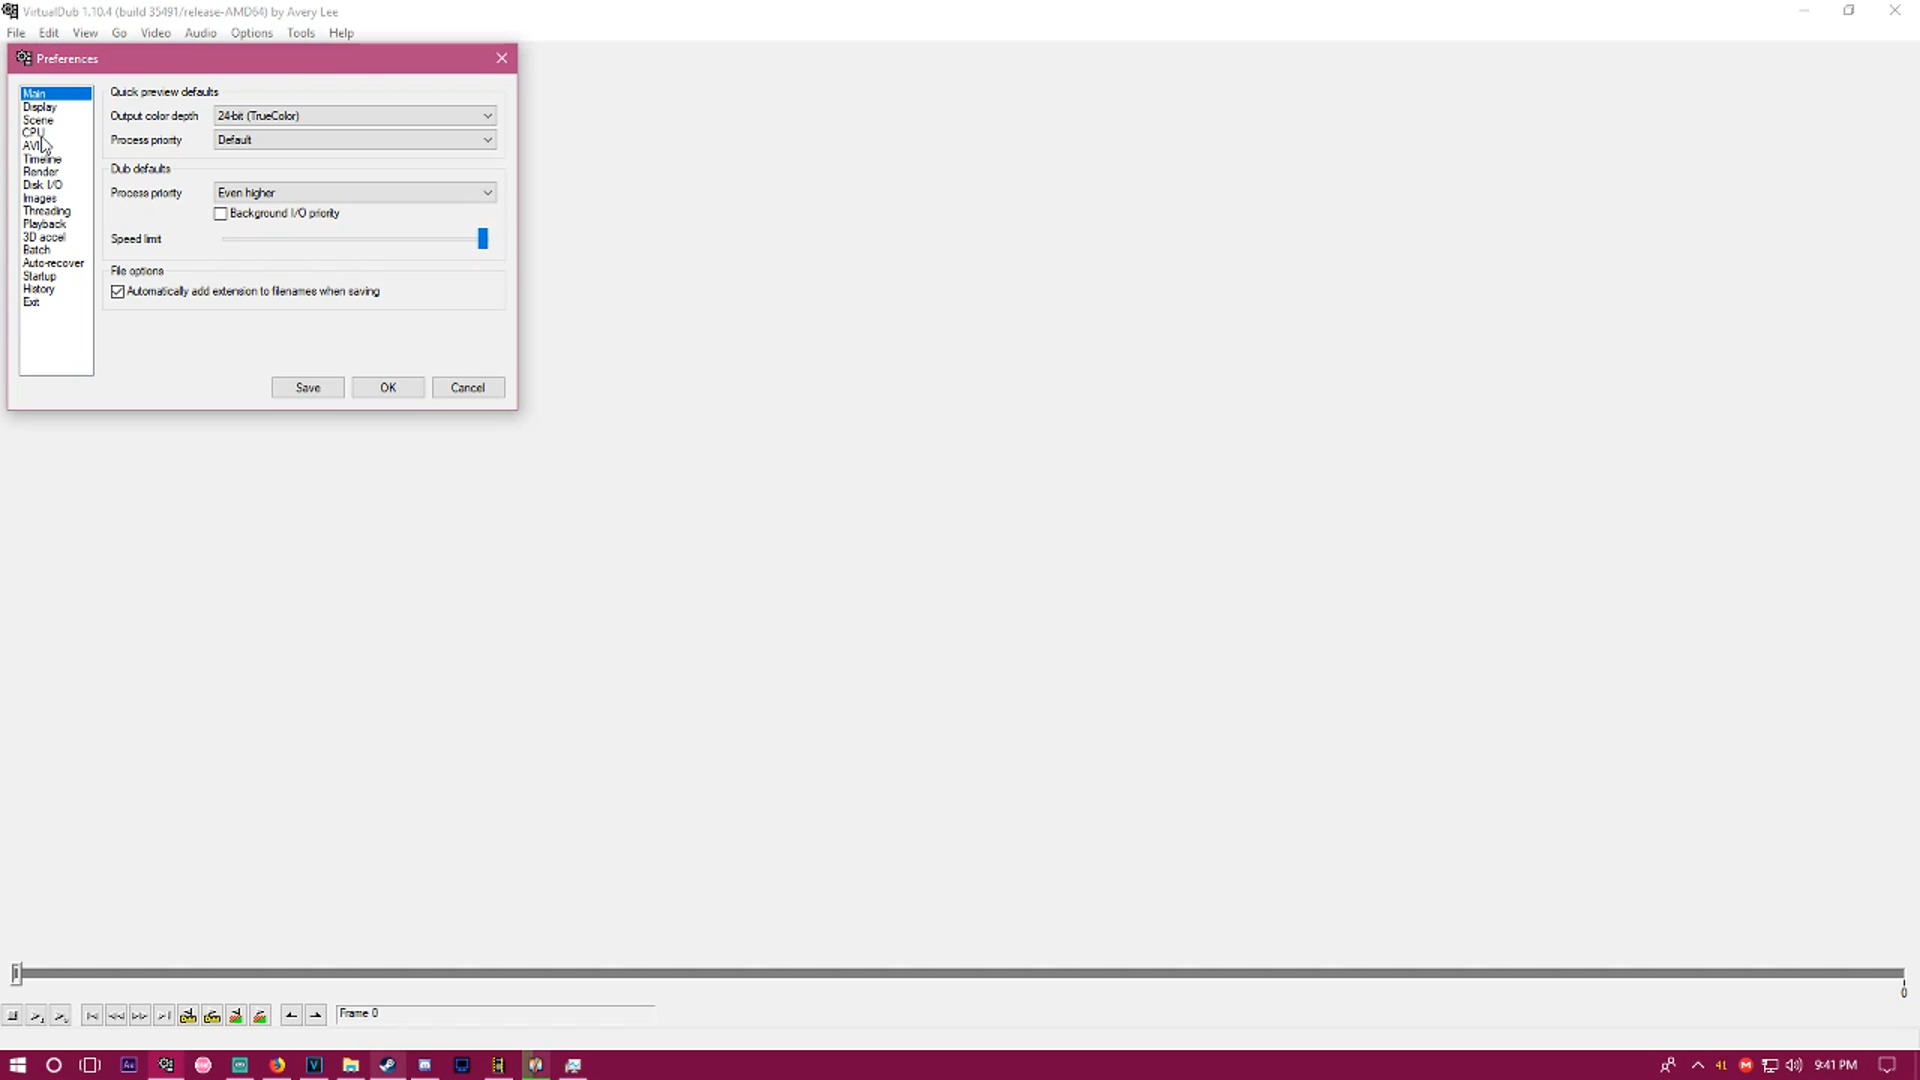 VirtualDub 1.10.4 (build 35491/release-AMD64) by Avery Lee
File Edit View Go Video Audio Options Tools Help
Preferences
Main
Display
Scene
CPU
AVI
Timeline
Render
Disk I/O
Images
Threading
Playback
3D accel
Batch
Auto-recover
Startup
History
Exit
Quick preview defaults
Output color depth 24-bit (TrueColor)
Process priority Default
Dub defaults
Process priority Even higher
Background I/O priority
Speed limit
File options
Automatically add extension to filenames when saving
Save OK Cancel
0
Frame 0
Ae V 41 M 9:41 PM